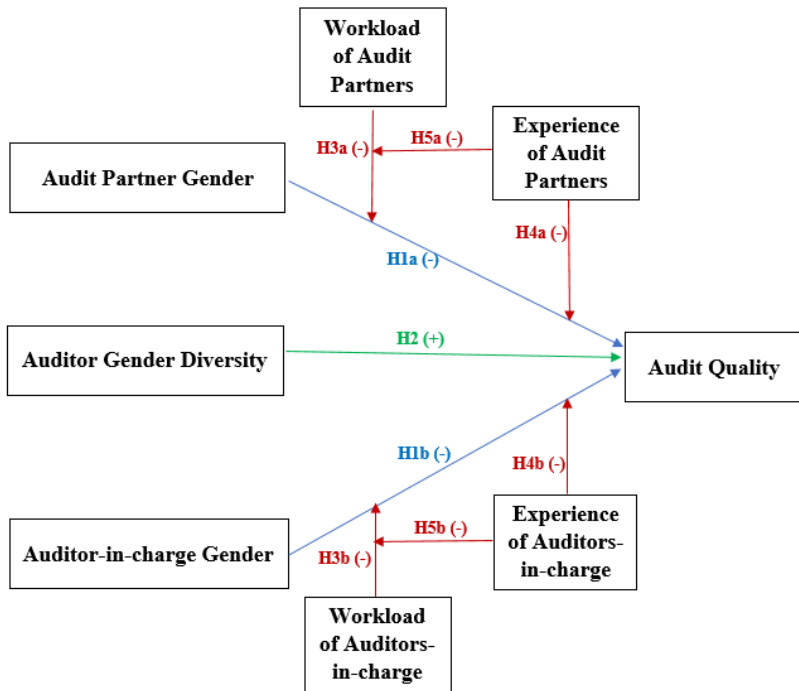 Workload
of Audit
Partners
Experience
of Audit
Partners
H5a (-)
H3a (-)
Audit Partner Gender
H4a (-)
H1a (-)
Auditor Gender Diversity
H2 (+)
Audit Quality
H1b (-)
H4b (-)
Auditor-in-charge Gender
H5b (-)
H3b (-)
Experience
of Auditors-
in-charge
Workload
of Auditors-
in-charge